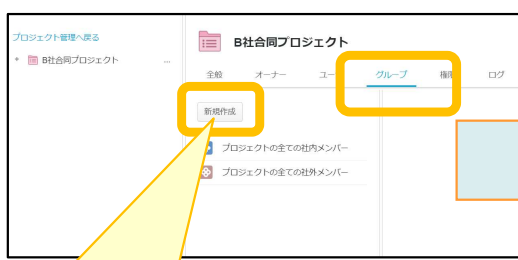 プロジェクト管理へ戻る
B社合同プロジェクト
...
B社合同プロジェクト
全般 オーナー ユー グループ 権限 ログ
新規作成
プロジェクトの全ての社内メンバー
プロジェクトの全ての社外メンバー